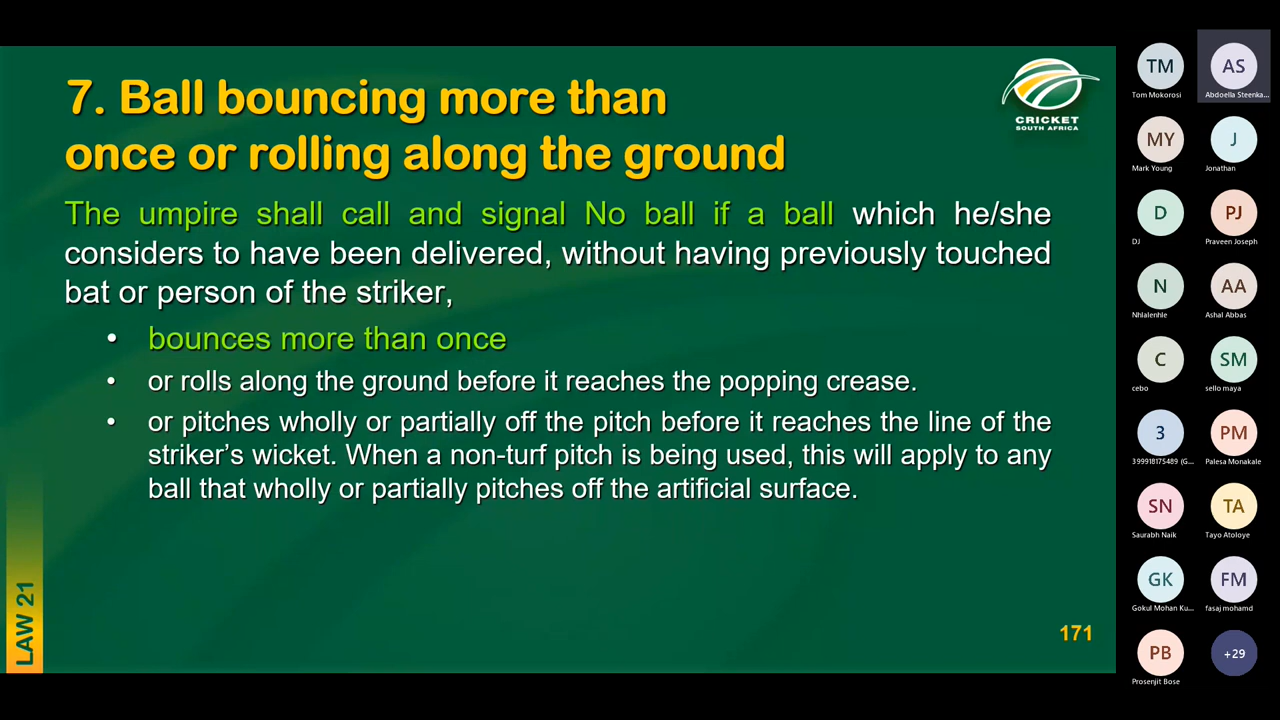 7. Ball bouncing more than
once or rolling along the ground
CRICKET
SOUTH AFRICA
The umpire shall call and signal No ball if a ball which he/she
considers to have been delivered, without having previously touched
bat or person of the striker,
• bounces more than once
• or rolls along the ground before it reaches the popping crease.
• or pitches wholly or partially off the pitch before it reaches the line of the
striker's wicket. When a non-turf pitch is being used, this will apply to any
ball that wholly or partially pitches off the artificial surface.
LAW 21
171
TM
Tom Mokorosi
AS
Abdoella Steenka...
MY
Mark Young
J
Jonathan
D
DJ
PJ
Praveen Joseph
N
Nhlalenhle
AA
Ashal Abbas
C
cebo
SM
sello maya
3
399918175489 (G...
PM
Palesa Monakale
SN
Saurabh Naik
TA
Tayo Atoloye
GK
Gokul Mohan Ku...
FM
fasaj mohamd
PB
Prosenjit Bose
+29